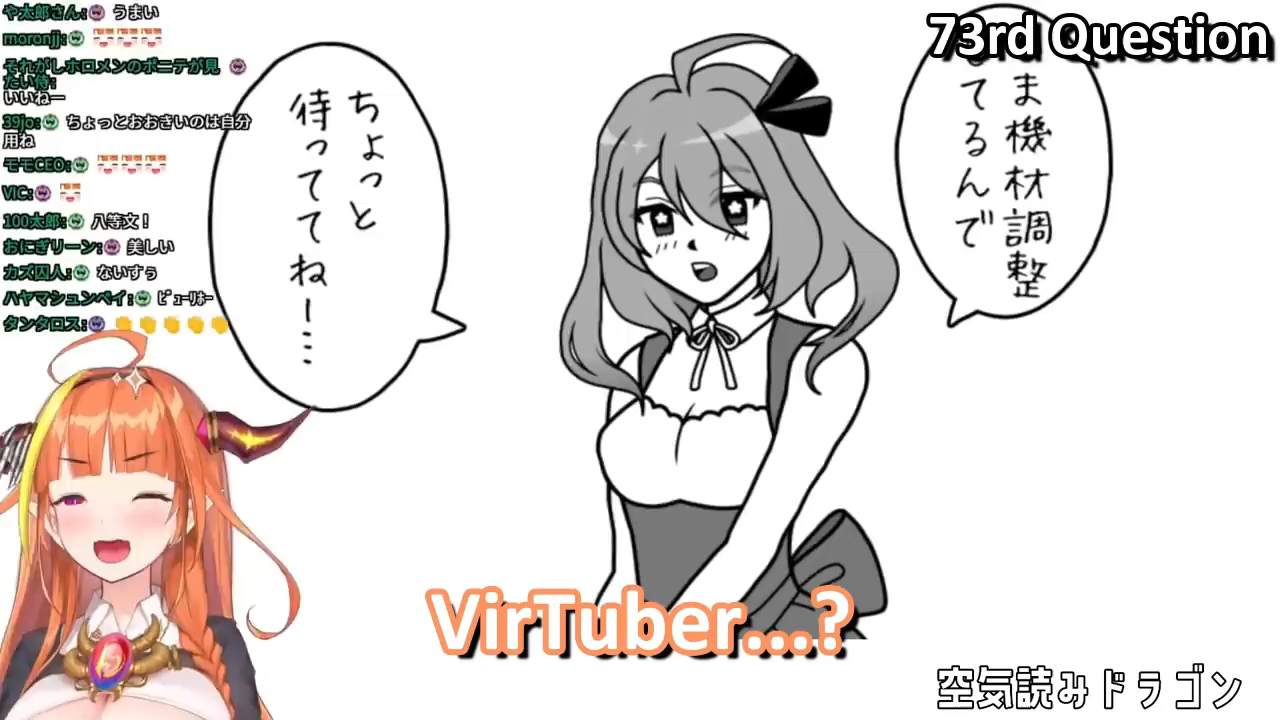 や太郎さん: うまい
moronjj:
それがしホロメンのポニテが見
たい侍:
いいねー
39jo: ちょっとおおきいのは自分
用ね
モモCEO:
VIC:
100太郎: 八等文！
おにぎリーン: 美しい
カズ囚人: ないすぅ
ハヤマシュンペイ: ﾋﾟｭｰﾘﾎｰ
タンタロス:
ちょっと
待っててねー…
73rd Question
ま機材調整
てるんで
VirTuber...?
空気読みドラゴン